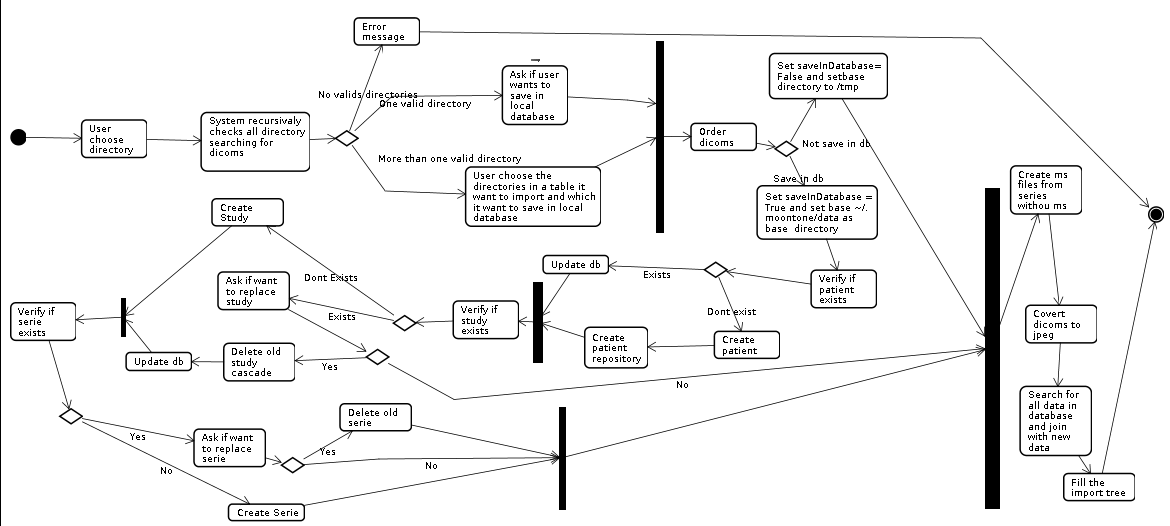 Error
message
No valids directories
One valid directory
Ask if user
wants to
save in
local
database
Set saveInDatabase=
False and setbase
directory to /tmp
User
choose
directory
System recursivaly
checks all directory
searching for
dicoms
Order
dicoms
Not save in db
More than one valid directory
User choose the
directories in a table it
want to import and which
it want to save in local
database
Save in db
Set saveInDatabase =
True and set base ~/.
moontone/data as
base directory
Create ms
files from
series
withou ms
Create
Study
Ask if want
to replace
study
Dont Exists
Exists
Update db
Exists
Verify if
patient
exists
Verify if
serie
exists
Verify if
study
exists
Dont exist
Create
patient
repository
Create
patient
Covert
dicoms to
jpeg
Update db
Delete old
study
cascade
Yes
No
Search for
all data in
database
and join
with new
data
Delete old
serie
Yes
Ask if want
to replace
serie
Yes
No
No
Create Serie
Fill the
import tree